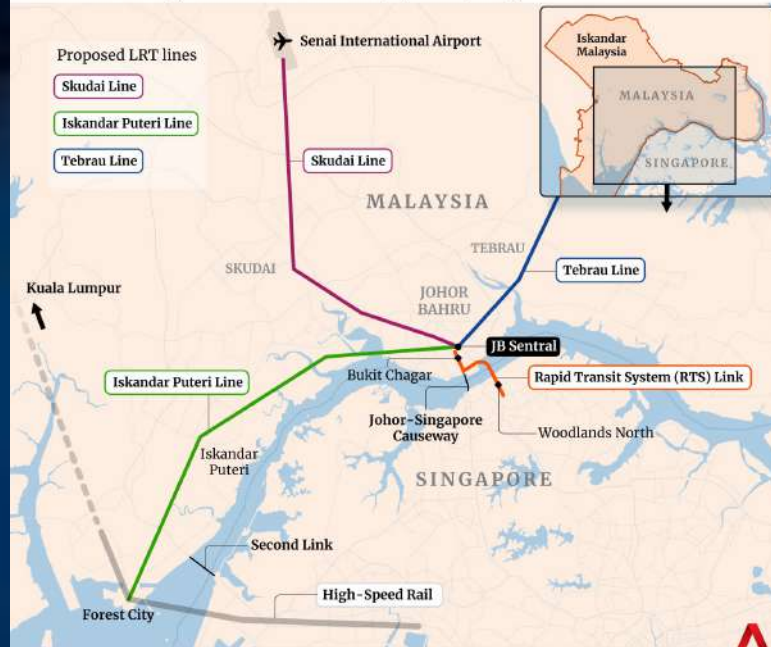 Senai International Airport
Proposed LRT lines
Skudai Line
Iskandar Puteri Line
Tebrau Line
Iskandar
Malaysia
MALAYSIA
SINGAPORE
Skudai Line
MALAYSIA
TEBRAU
SKUDAI
Tebrau Line
Kuala Lumpur
JOHOR
BAHRU
JB Sentral
Bukit Chagar
Iskandar Puteri Line
Rapid Transit System (RTS) Link
Johor-Singapore
Causeway
Woodlands North
Iskandar
Puteri
SINGAPORE
Second Link
High-Speed Rail
Forest City